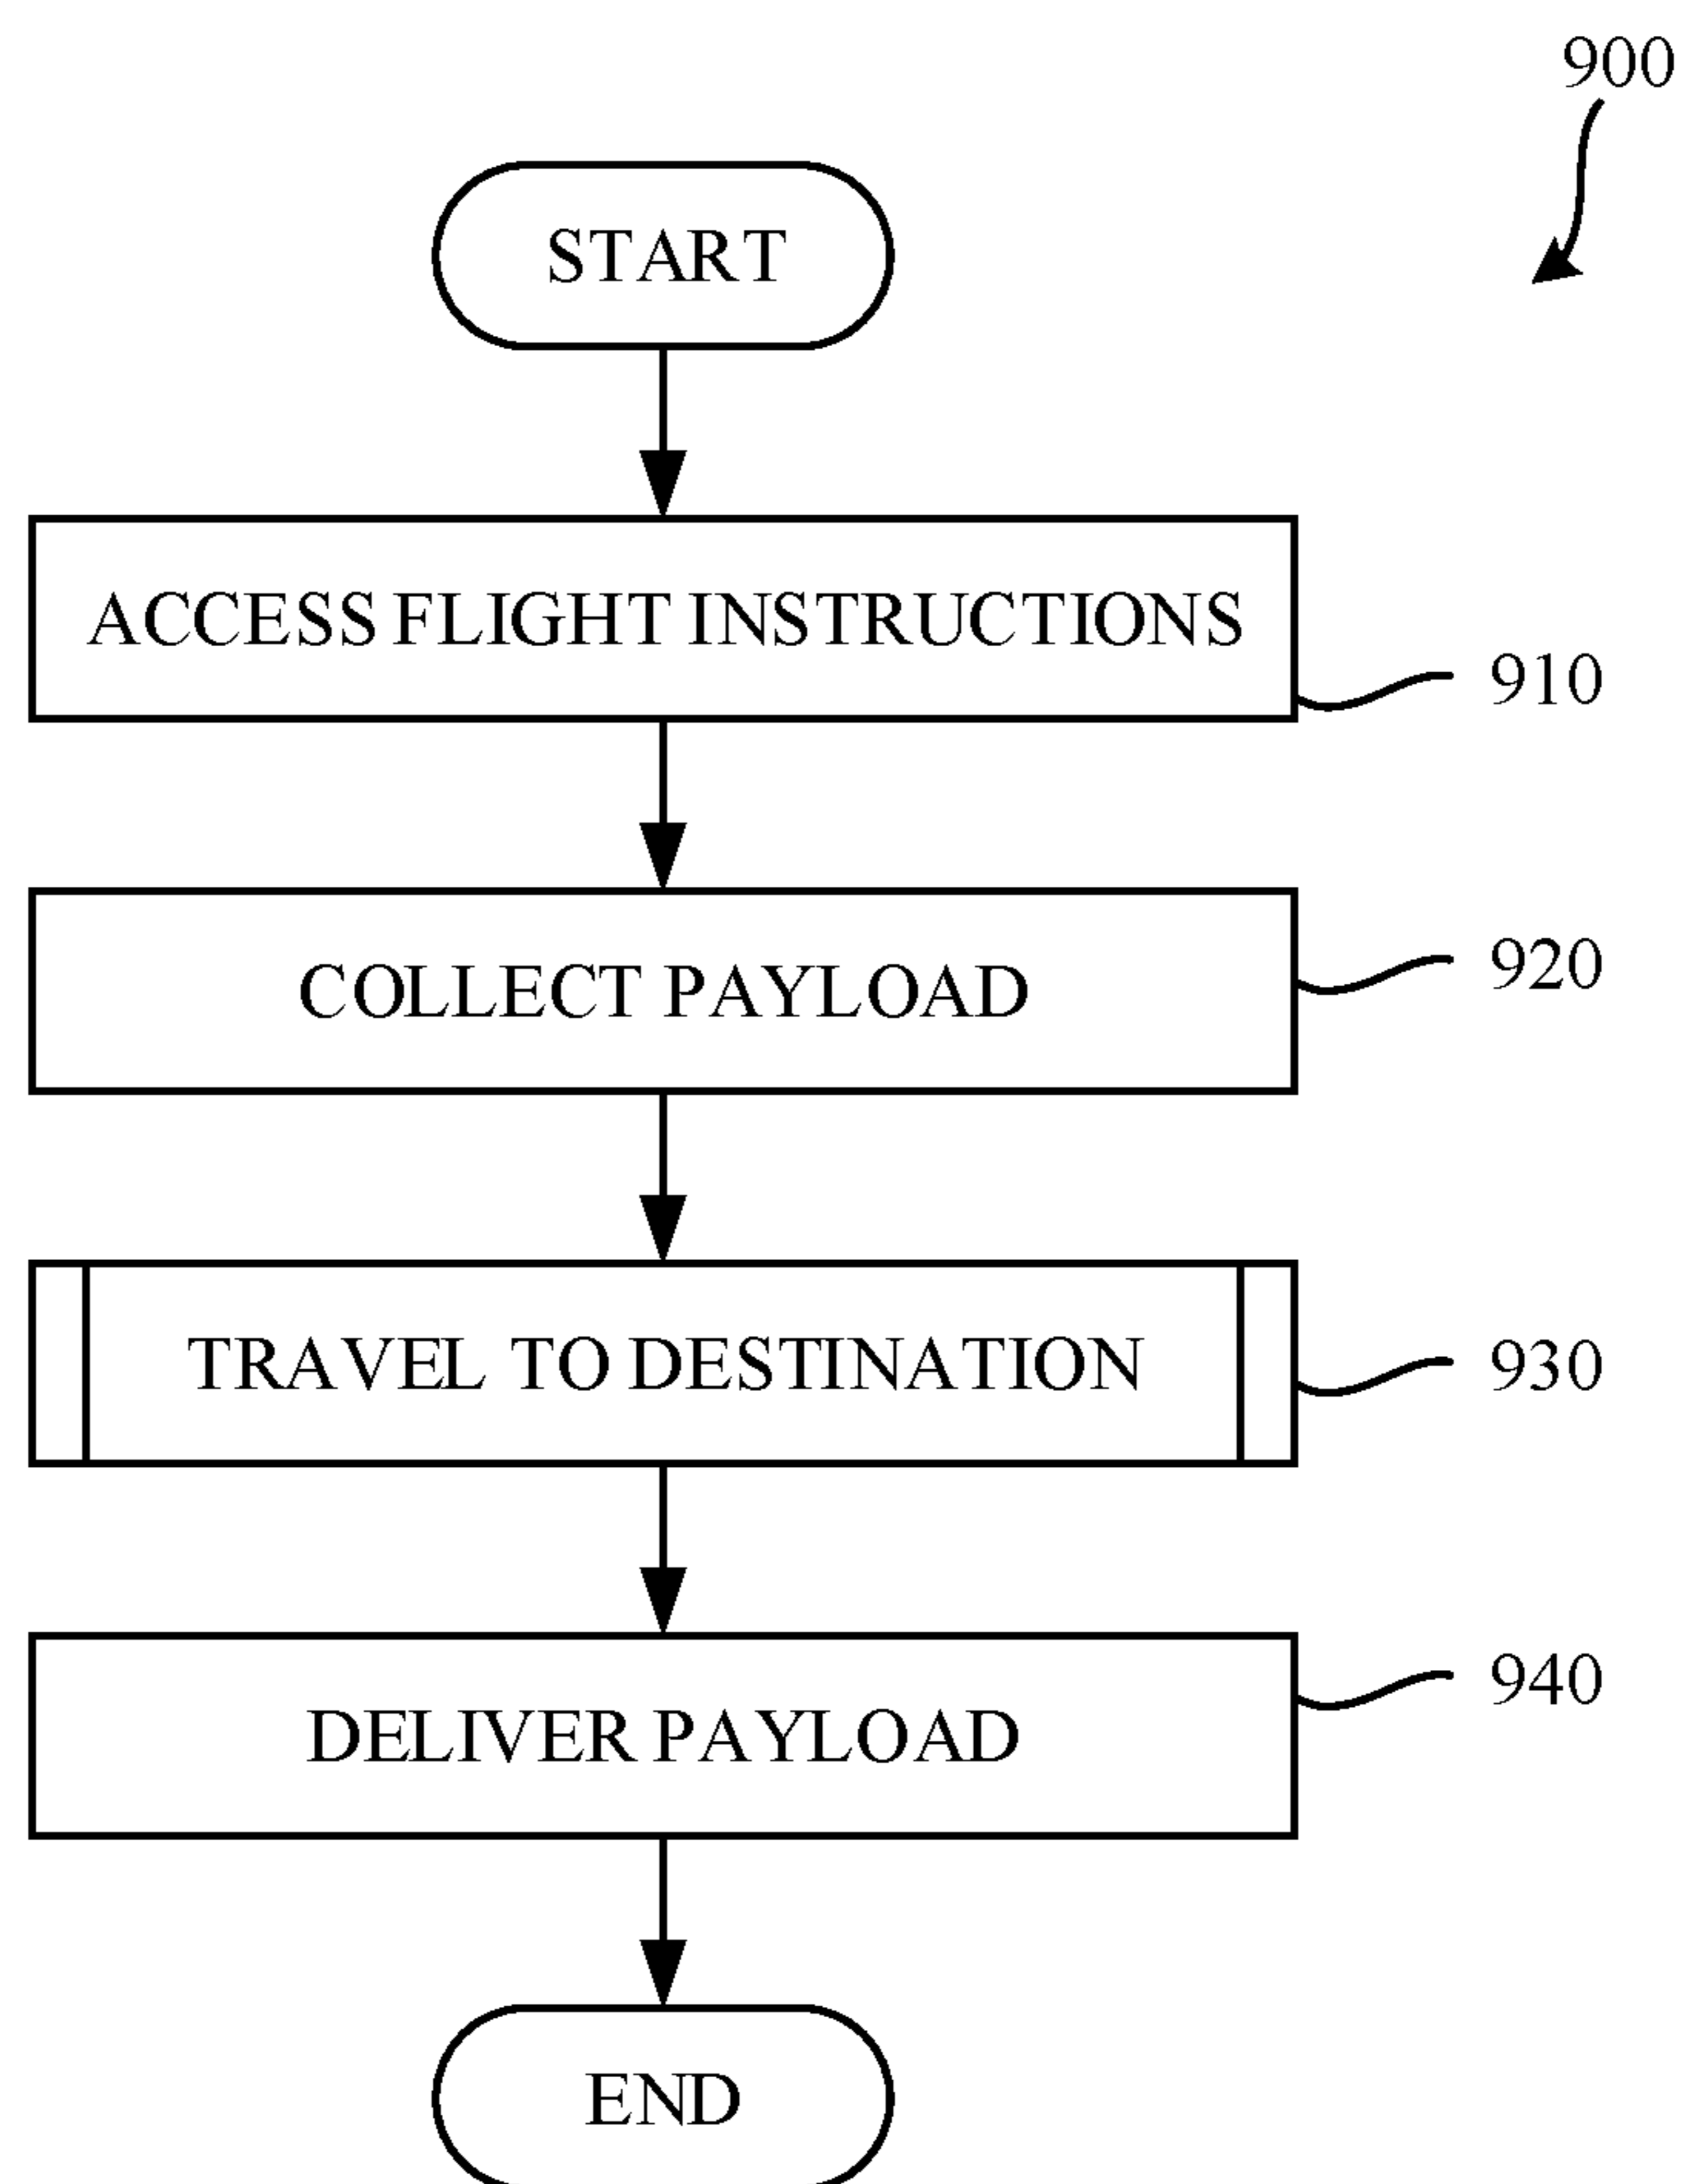 900
START
ACCESS FLIGHT INSTRUCTIONS
910
COLLECT PAYLOAD
920
TRAVEL TO DESTINATION
930
DELIVER PAYLOAD
940
END